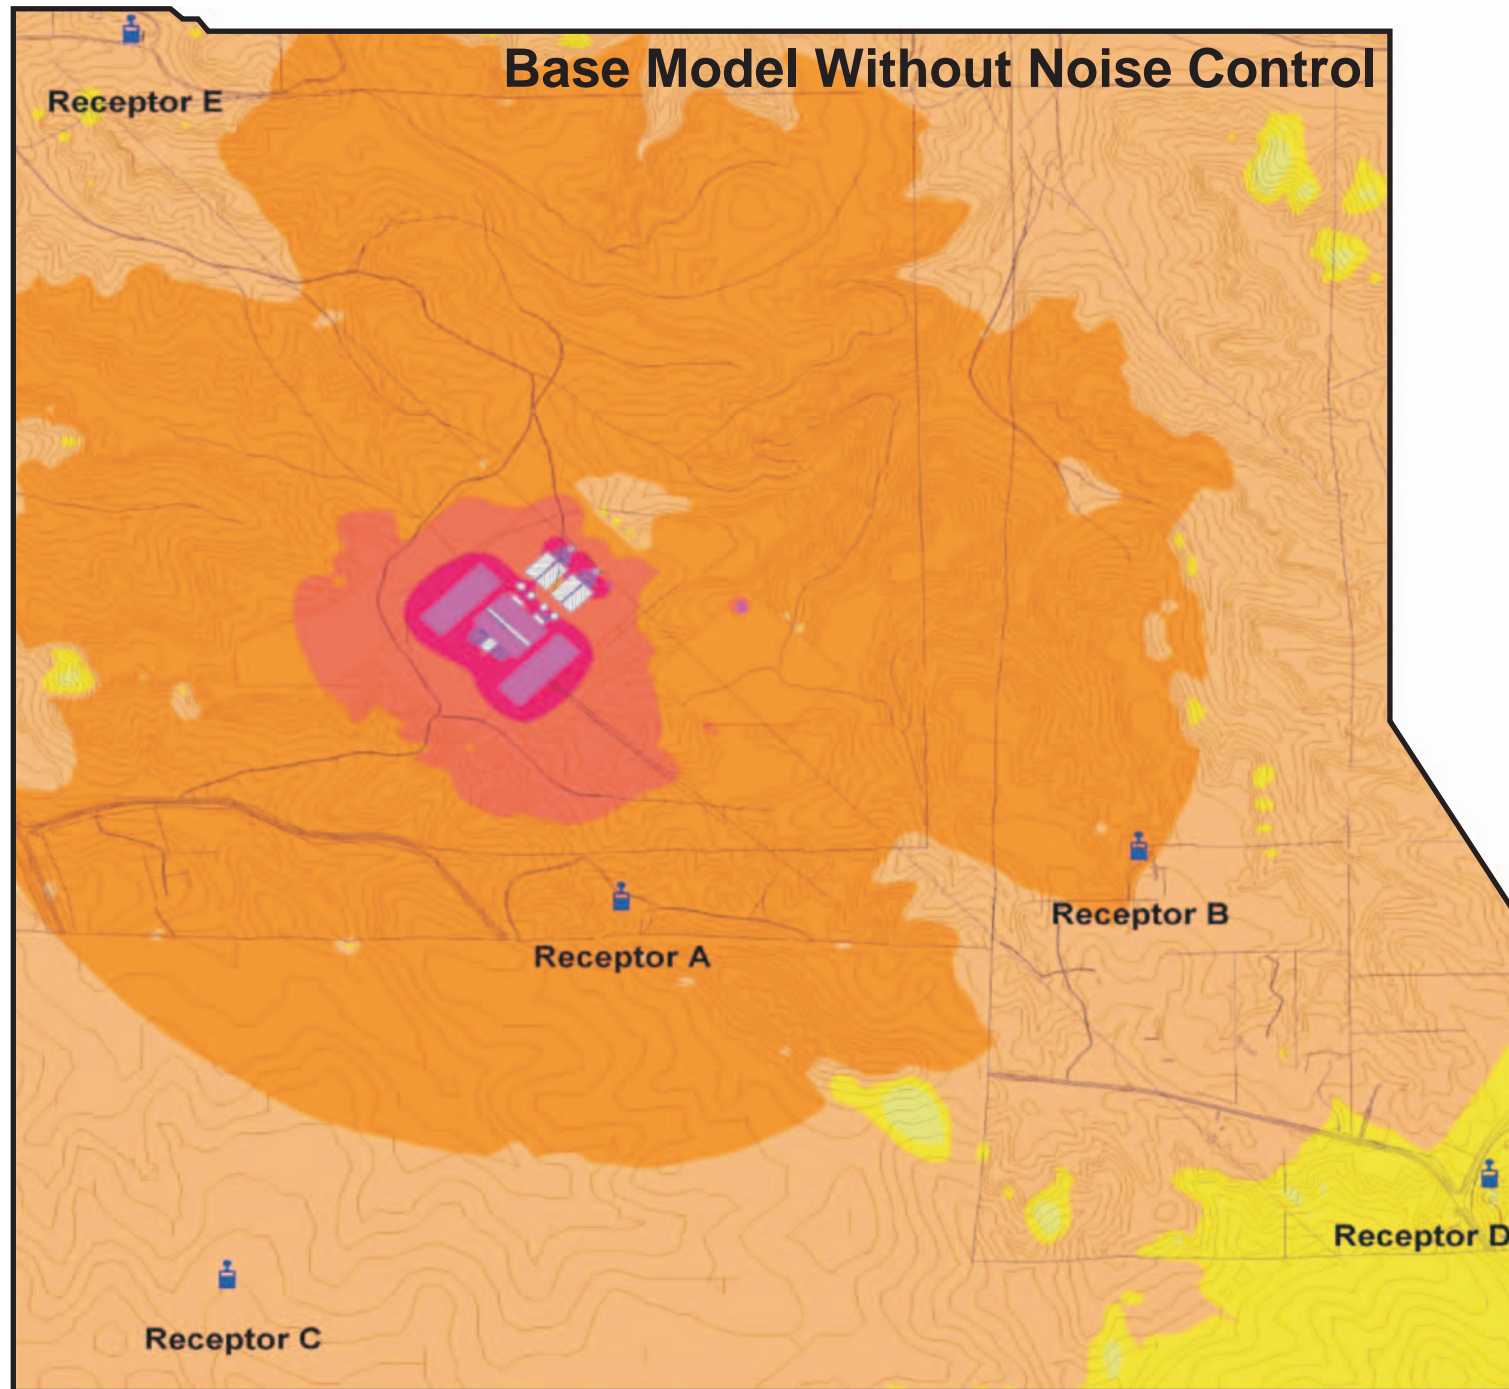 Base Model Without Noise Control
Receptor E
Receptor B
Receptor A
Receptor D
Receptor C